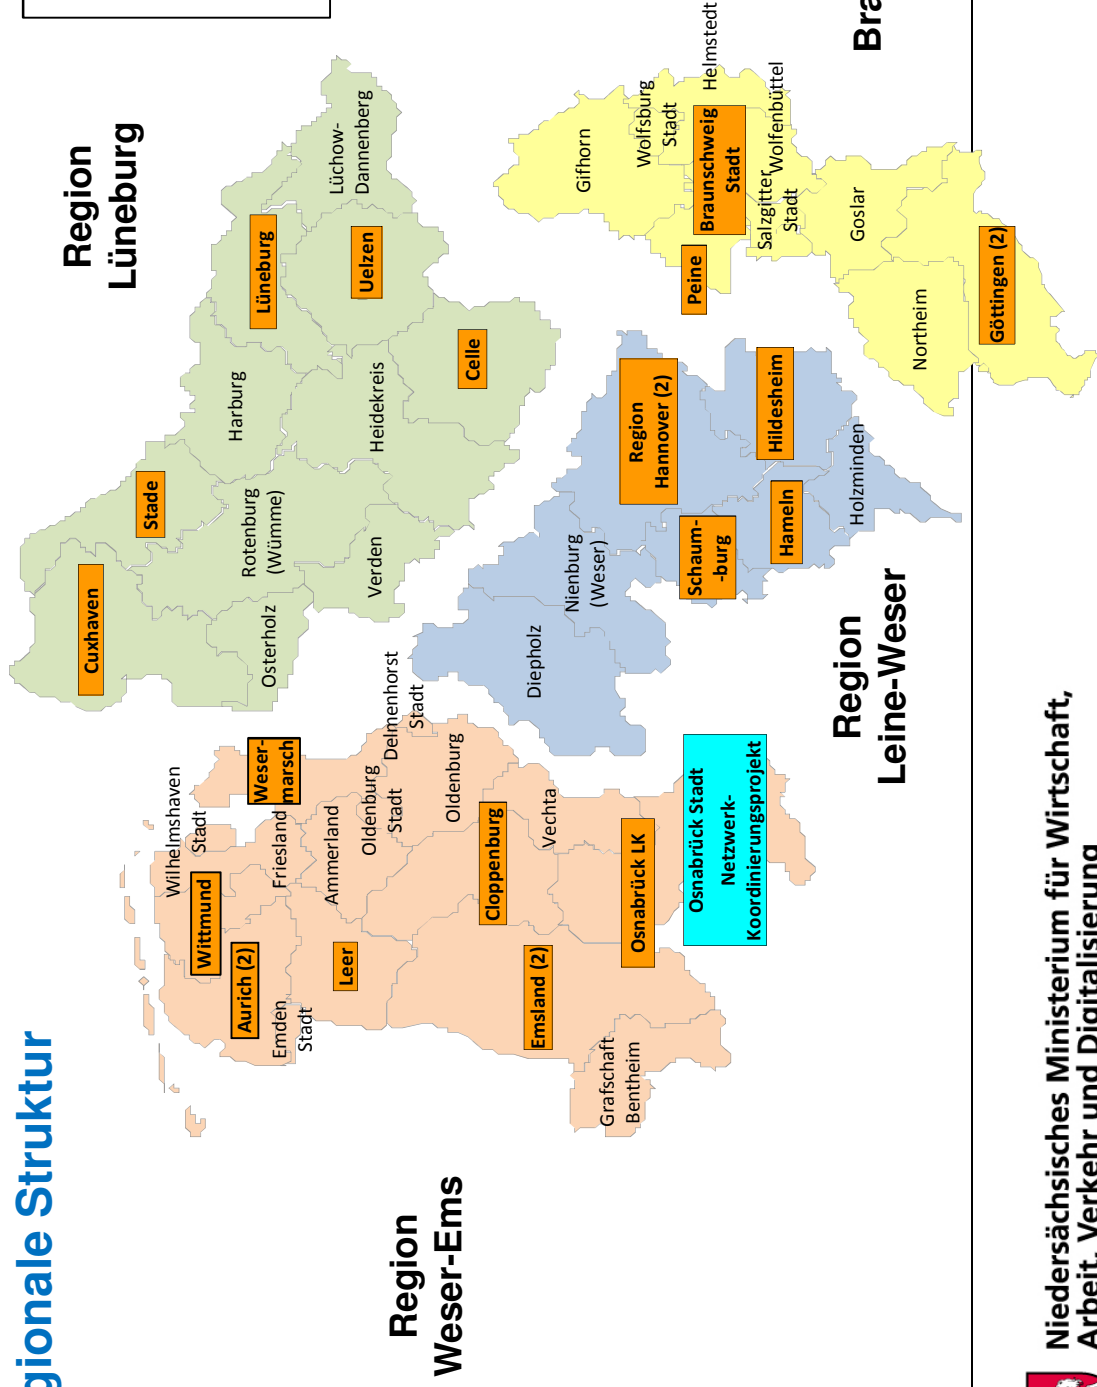 gionale Struktur
Region
Weser-Ems
Wilhelmshaven
Stadt
Wittmund
Aurich (2)
Emden
Stadt
Friesland
Weser-
marsch
Leer
Ammerland
Oldenburg
Stadt
Delmenhorst
Stadt
Oldenburg
Cloppenburg
Vechta
Emsland (2)
Grafschaft
Bentheim
Osnabrück LK
Osnabrück Stadt
Netzwerk-
Koordinierungsprojekt
Region
Lüneburg
Cuxhaven
Stade
Osterholz
Rotenburg
(Wümme)
Harburg
Lüneburg
Lüchow-
Dannenberg
Uelzen
Verden
Heidekreis
Celle
Region
Leine-Weser
Diepholz
Nienburg
(Weser)
Region
Hannover (2)
Schaum-
-burg
Hameln
Hildesheim
Holzminden
Bra
Gifhorn
Wolfsburg
Stadt
Helmstedt
Peine
Braunschweig
Stadt
Salzgitter
Stadt
Wolfenbüttel
Goslar
Northeim
Göttingen (2)
Niedersächsisches Ministerium für Wirtschaft,
Arbeit, Verkehr und Digitalisierung